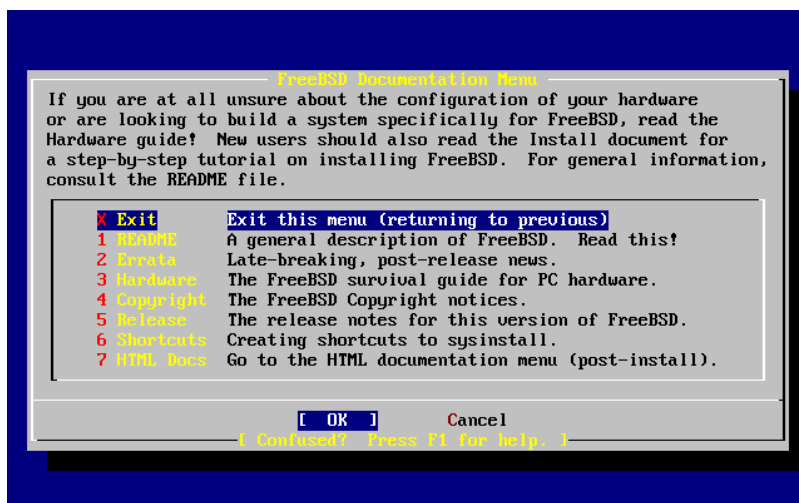 FreeBSD Documentation Menu
If you are at all unsure about the configuration of your hardware
or are looking to build a system specifically for FreeBSD, read the
Hardware guide!  New users should also read the Install document for
a step-by-step tutorial on installing FreeBSD.  For general information,
consult the README file.
X Exit Exit this menu (returning to previous)
1 README A general description of FreeBSD.  Read this!
2 Errata Late-breaking, post-release news.
3 Hardware The FreeBSD survival guide for PC hardware.
4 Copyright The FreeBSD Copyright notices.
5 Release The release notes for this version of FreeBSD.
6 Shortcuts Creating shortcuts to sysinstall.
7 HTML Docs Go to the HTML documentation menu (post-install).
[ OK ] Cancel
[ Confused?  Press F1 for help. ]